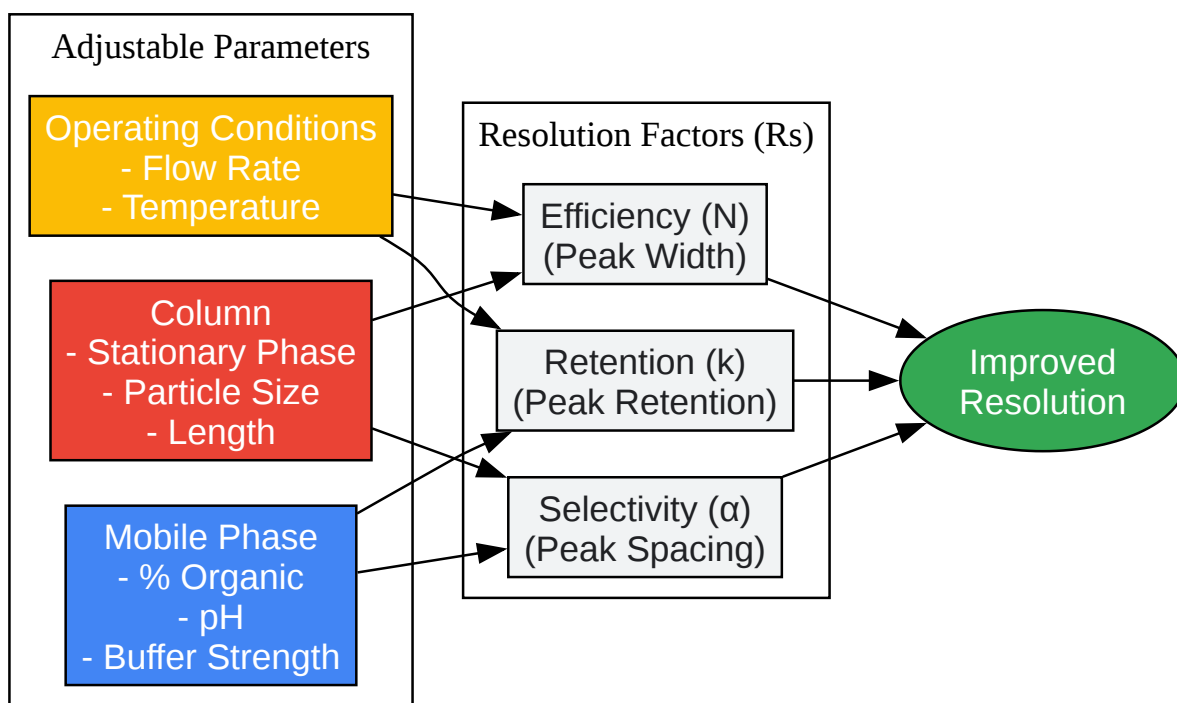 Adjustable Parameters
Operating Conditions
- Flow Rate
- Temperature
Column
- Stationary Phase
- Particle Size
- Length
Mobile Phase
- % Organic
- pH
- Buffer Strength
Resolution Factors (Rs)
Efficiency (N)
(Peak Width)
Retention (k)
(Peak Retention)
Selectivity (α)
(Peak Spacing)
Improved
Resolution